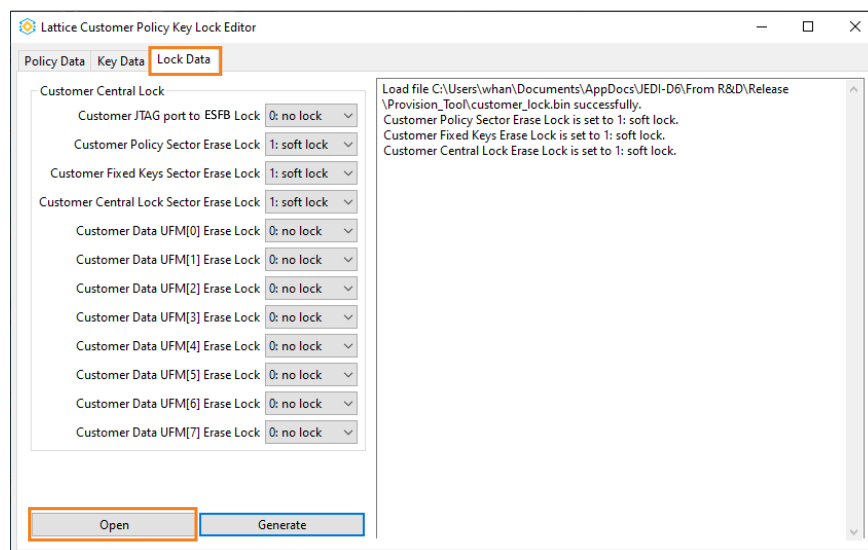 Lattice Customer Policy Key Lock Editor
Policy Data Key Data Lock Data
Customer Central Lock
Customer JTAG port to ESFB Lock 0: no lock
Customer Policy Sector Erase Lock 1: soft lock
Customer Fixed Keys Sector Erase Lock 1: soft lock
Customer Central Lock Sector Erase Lock 1: soft lock
Customer Data UFM[0] Erase Lock 0: no lock
Customer Data UFM[1] Erase Lock 0: no lock
Customer Data UFM[2] Erase Lock 0: no lock
Customer Data UFM[3] Erase Lock 0: no lock
Customer Data UFM[4] Erase Lock 0: no lock
Customer Data UFM[5] Erase Lock 0: no lock
Customer Data UFM[6] Erase Lock 0: no lock
Customer Data UFM[7] Erase Lock 0: no lock
Open Generate
Load file C:\Users\whan\Documents\AppDocs\JEDI-D6\From R&D\Release
\Provision_Tool\customer_lock.bin successfully.
Customer Policy Sector Erase Lock is set to 1: soft lock.
Customer Fixed Keys Erase Lock is set to 1: soft lock.
Customer Central Lock Erase Lock is set to 1: soft lock.